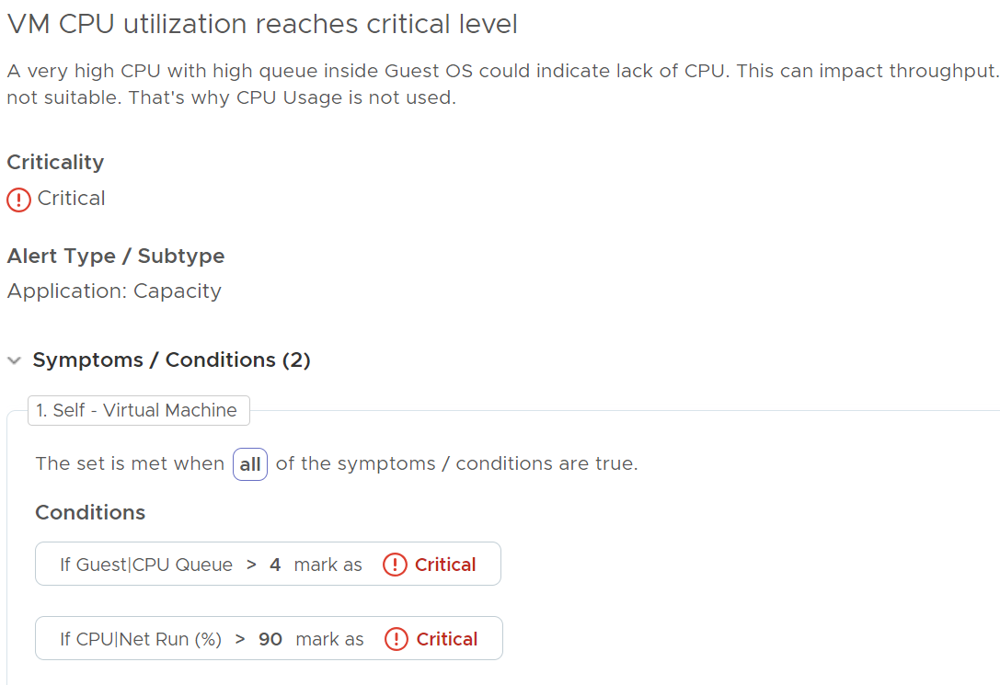 VM CPU utilization reaches critical level
A very high CPU with high queue inside Guest OS could indicate lack of CPU. This can impact throughput.
not suitable. That's why CPU Usage is not used.
Criticality
Critical
Alert Type / Subtype
Application: Capacity
Symptoms / Conditions (2)
1. Self - Virtual Machine
The set is met when all of the symptoms / conditions are true.
Conditions
If Guest|CPU Queue > 4 mark as Critical
If CPU|Net Run (%) > 90 mark as Critical